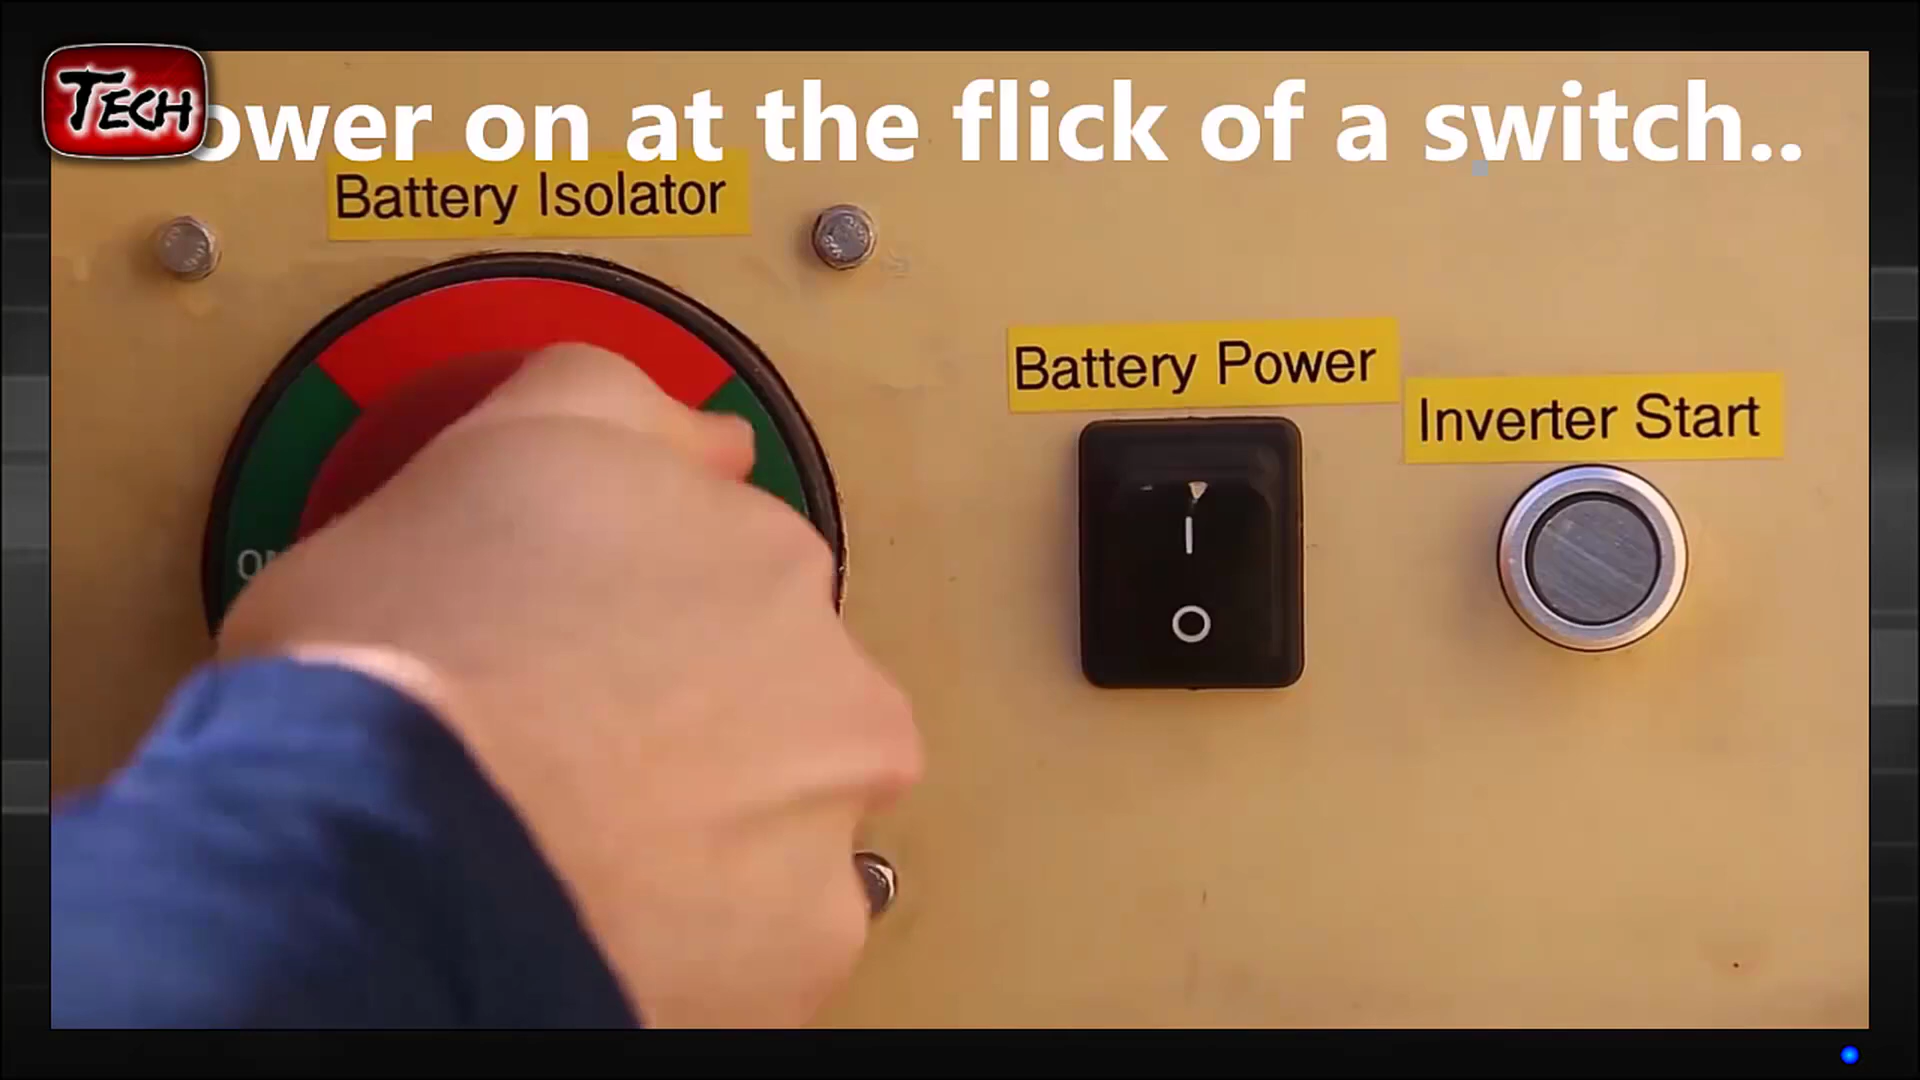 TECH
ower on at the flick of a switch..
Battery Isolator
Battery Power
Inverter Start
I
O